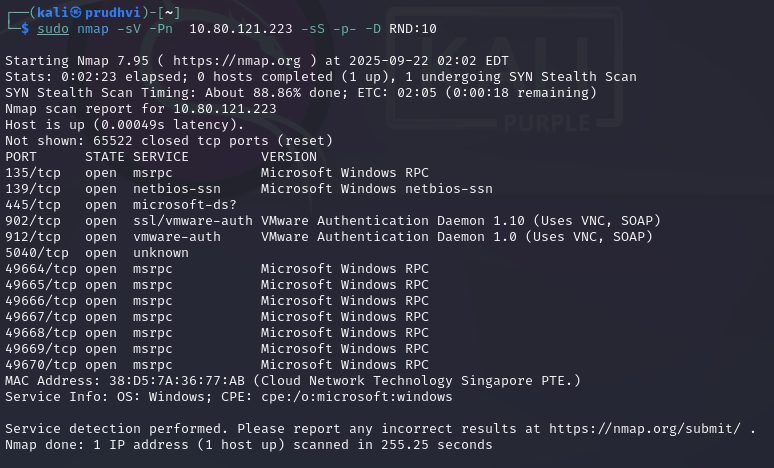 ┌──(kali㉿prudhvi)-[~]
└─$ sudo nmap -sV -Pn  10.80.121.223 -sS -p- -D RND:10

Starting Nmap 7.95 ( https://nmap.org ) at 2025-09-22 02:02 EDT
Stats: 0:02:23 elapsed; 0 hosts completed (1 up), 1 undergoing SYN Stealth Scan
SYN Stealth Scan Timing: About 88.86% done; ETC: 02:05 (0:00:18 remaining)
Nmap scan report for 10.80.121.223
Host is up (0.00049s latency).
Not shown: 65522 closed tcp ports (reset)
PORT      STATE SERVICE         VERSION
135/tcp   open  msrpc           Microsoft Windows RPC
139/tcp   open  netbios-ssn     Microsoft Windows netbios-ssn
445/tcp   open  microsoft-ds?
902/tcp   open  ssl/vmware-auth VMware Authentication Daemon 1.10 (Uses VNC, SOAP)
912/tcp   open  vmware-auth     VMware Authentication Daemon 1.0 (Uses VNC, SOAP)
5040/tcp  open  unknown
49664/tcp open  msrpc           Microsoft Windows RPC
49665/tcp open  msrpc           Microsoft Windows RPC
49666/tcp open  msrpc           Microsoft Windows RPC
49667/tcp open  msrpc           Microsoft Windows RPC
49668/tcp open  msrpc           Microsoft Windows RPC
49669/tcp open  msrpc           Microsoft Windows RPC
49670/tcp open  msrpc           Microsoft Windows RPC
MAC Address: 38:D5:7A:36:77:AB (Cloud Network Technology Singapore PTE.)
Service Info: OS: Windows; CPE: cpe:/o:microsoft:windows

Service detection performed. Please report any incorrect results at https://nmap.org/submit/ .
Nmap done: 1 IP address (1 host up) scanned in 255.25 seconds
KALI
PURPLE